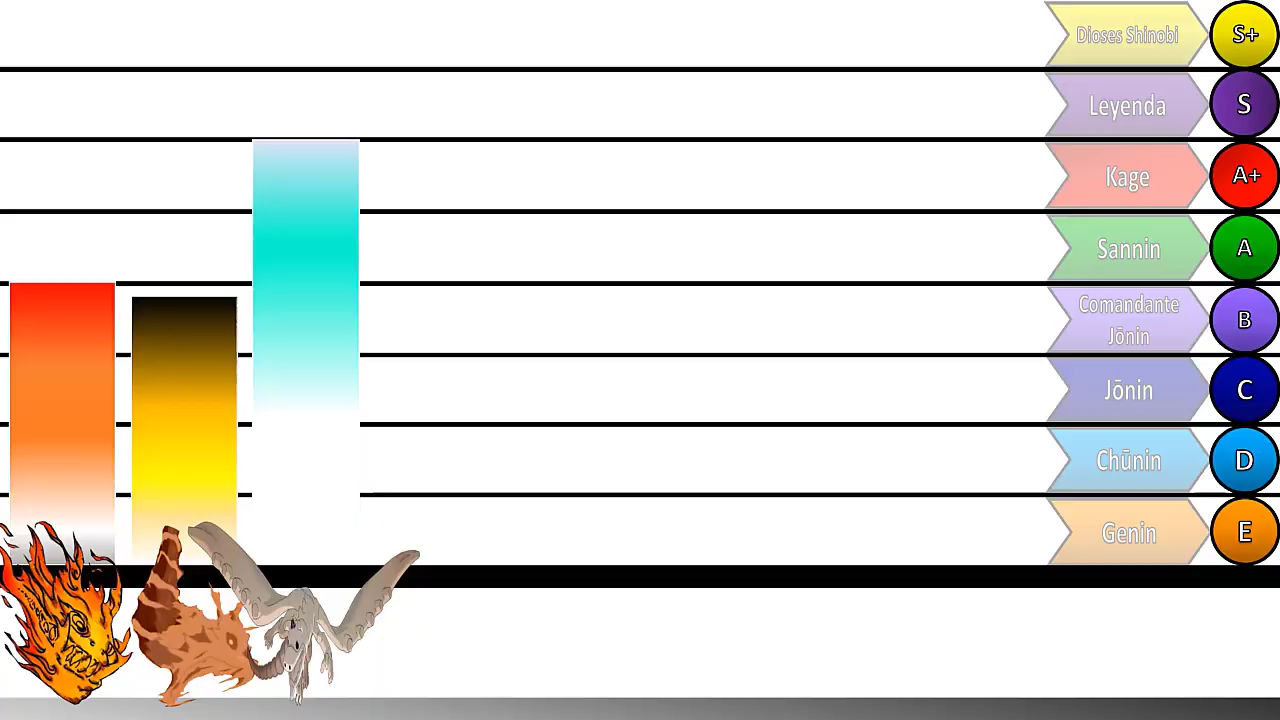 Dioses Shinobi
S+
Leyenda
S
Kage
A+
Sannin
A
Comandante
Jōnin
B
Jōnin
C
Chūnin
D
Genin
E